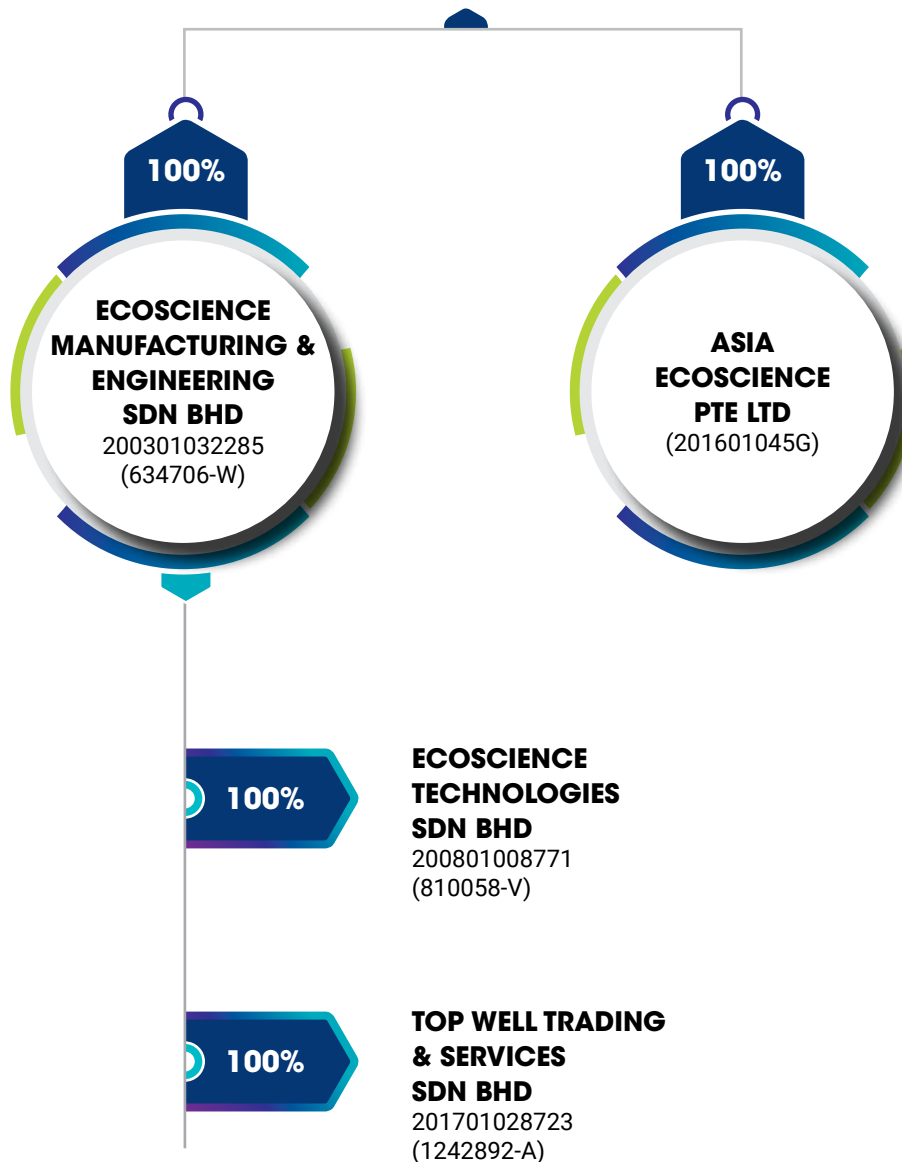 100%
ECOSCIENCE
MANUFACTURING &
ENGINEERING
SDN BHD
200301032285
(634706-W)
100%
ASIA
ECOSCIENCE
PTE LTD
(201601045G)
100%
ECOSCIENCE
TECHNOLOGIES
SDN BHD
200801008771
(810058-V)
100%
TOP WELL TRADING
& SERVICES
SDN BHD
201701028723
(1242892-A)